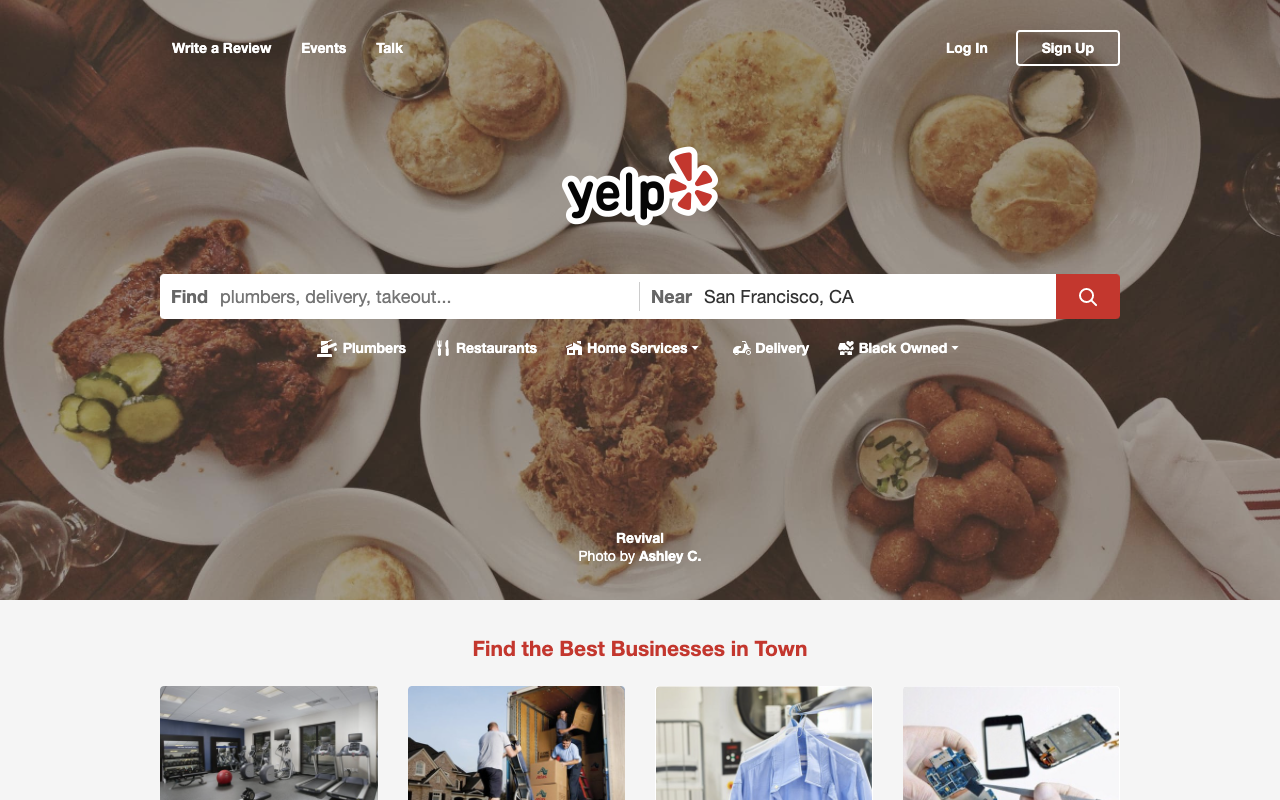 Write a Review Events Talk Log In Sign Up
yelp
Find plumbers, delivery, takeout... Near San Francisco, CA
Plumbers Restaurants Home Services Delivery Black Owned
Revival
Photo by Ashley C.
Find the Best Businesses in Town